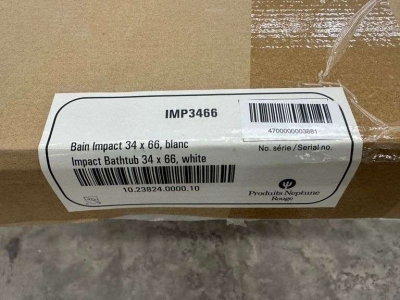 IMP3466
4700000003881
Bain Impact 34 x 66, blanc
No. série / Serial no.
Impact Bathtub 34 x 66, white
10.23824.0000.10
Produits Neptune
Rouge